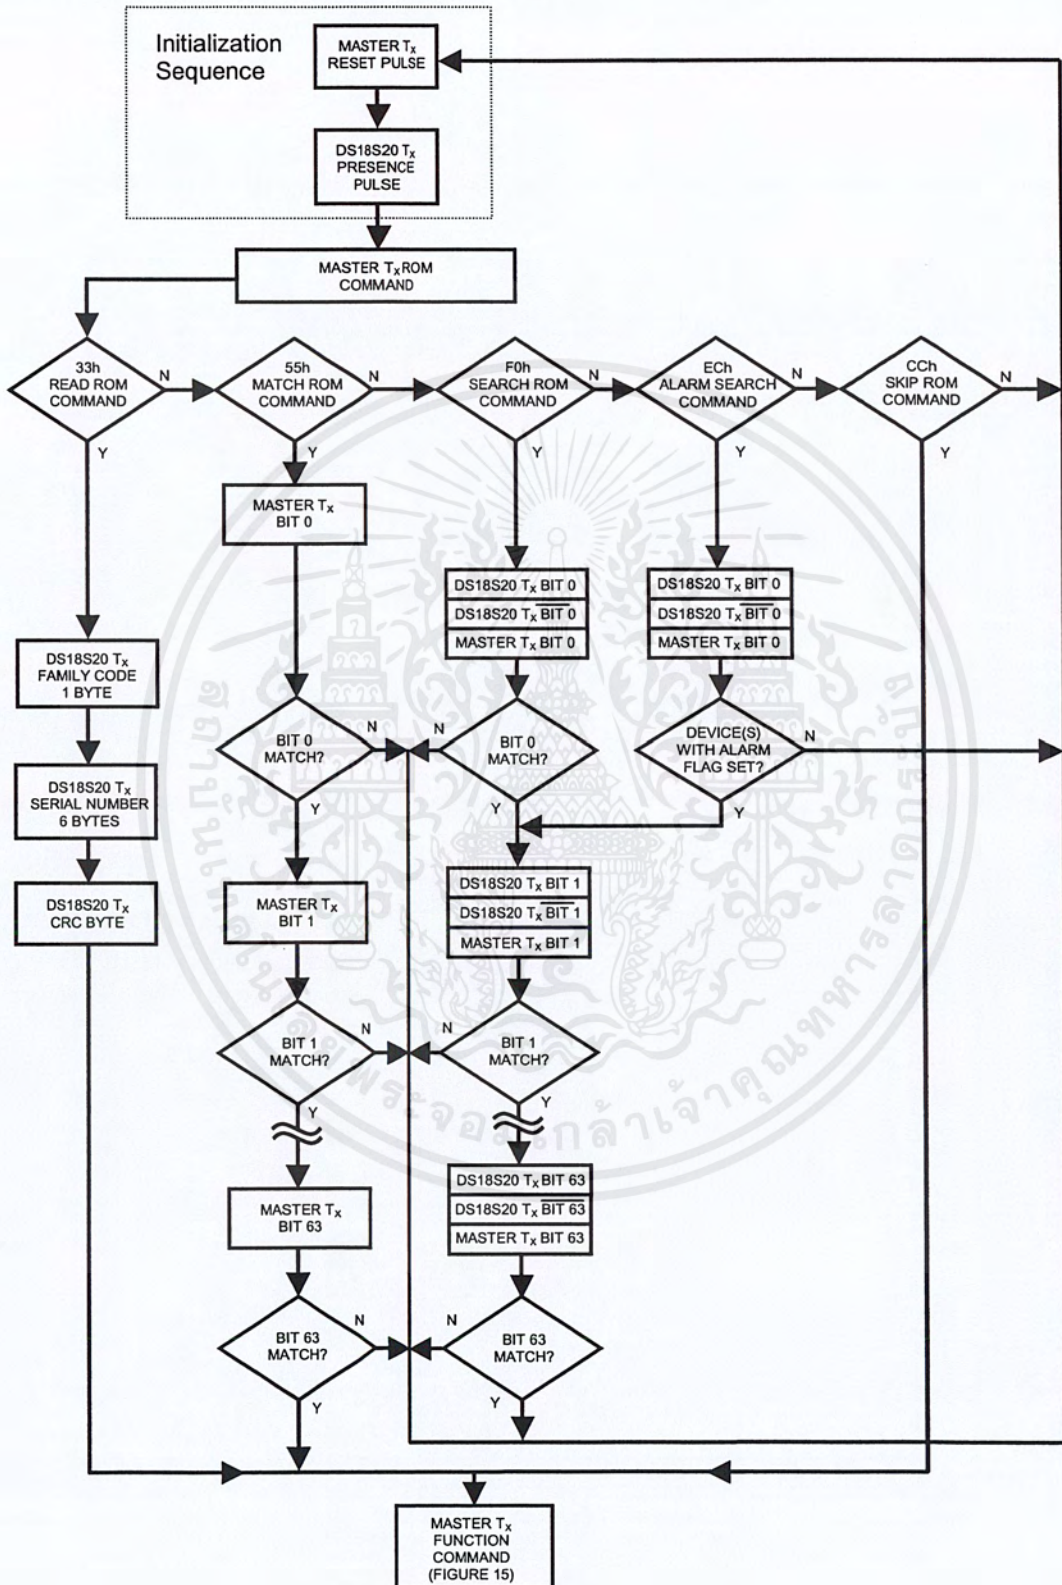 Initialization
Sequence
MASTER Tx
RESET PULSE
DS18S20 Tx
PRESENCE
PULSE
MASTER Tx ROM
COMMAND
33h
READ ROM
COMMAND
N
Y
55h
MATCH ROM
COMMAND
N
Y
F0h
SEARCH ROM
COMMAND
N
Y
ECh
ALARM SEARCH
COMMAND
N
Y
CCh
SKIP ROM
COMMAND
N
Y
MASTER Tx
BIT 0
DS18S20 Tx BIT 0
DS18S20 Tx B̅I̅T̅ ̅0̅
MASTER Tx BIT 0
DS18S20 Tx BIT 0
DS18S20 Tx B̅I̅T̅ ̅0̅
MASTER Tx BIT 0
DS18S20 Tx
FAMILY CODE
1 BYTE
BIT 0
MATCH?
N
Y
N
BIT 0
MATCH?
Y
DEVICE(S)
WITH ALARM
FLAG SET?
N
Y
DS18S20 Tx
SERIAL NUMBER
6 BYTES
DS18S20 Tx
CRC BYTE
MASTER Tx
BIT 1
DS18S20 Tx BIT 1
DS18S20 Tx B̅I̅T̅ ̅1̅
MASTER Tx BIT 1
BIT 1
MATCH?
N
Y
N
BIT 1
MATCH?
Y
MASTER Tx
BIT 63
DS18S20 Tx BIT 63
DS18S20 Tx B̅I̅T̅ ̅6̅3̅
MASTER Tx BIT 63
BIT 63
MATCH?
N
Y
N
BIT 63
MATCH?
Y
MASTER Tx
FUNCTION
COMMAND
(FIGURE 15)